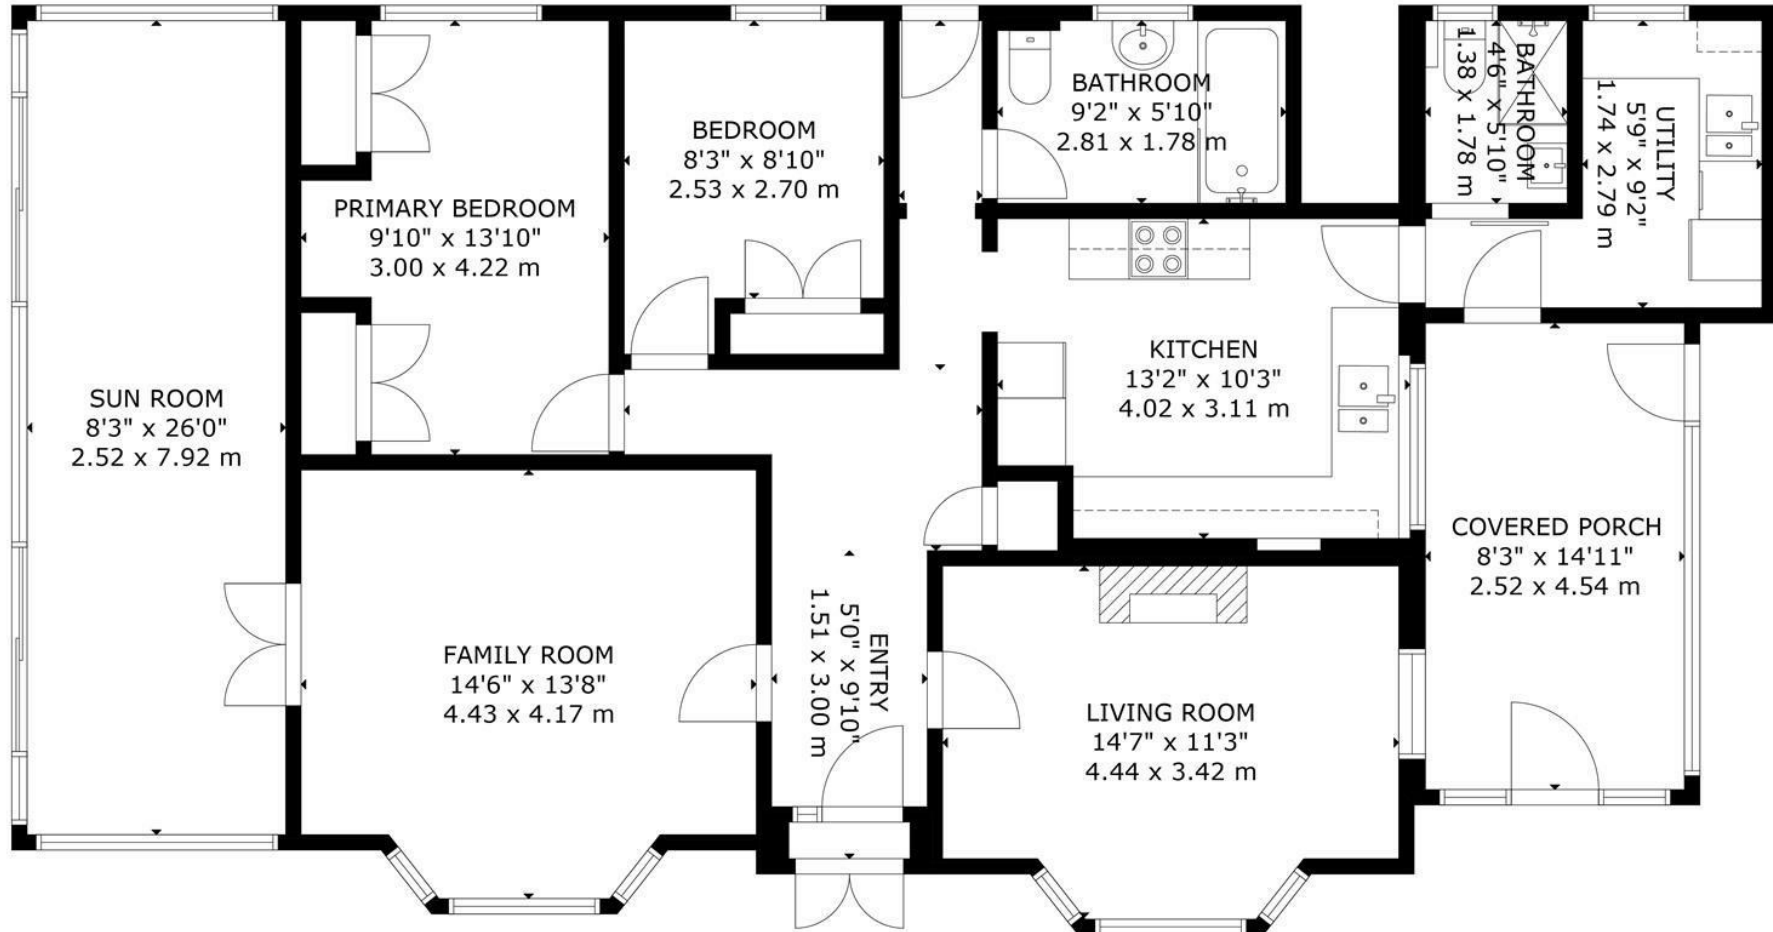 SUN ROOM
8'3" x 26'0"
2.52 x 7.92 m
PRIMARY BEDROOM
9'10" x 13'10"
3.00 x 4.22 m
BEDROOM
8'3" x 8'10"
2.53 x 2.70 m
BATHROOM
9'2" x 5'10"
2.81 x 1.78 m
BATHROOM
4'6" x 5'10"
1.38 x 1.78 m
UTILITY
5'9" x 9'2"
1.74 x 2.79 m
KITCHEN
13'2" x 10'3"
4.02 x 3.11 m
COVERED PORCH
8'3" x 14'11"
2.52 x 4.54 m
FAMILY ROOM
14'6" x 13'8"
4.43 x 4.17 m
ENTRY
5'0" x 9'10"
1.51 x 3.00 m
LIVING ROOM
14'7" x 11'3"
4.44 x 3.42 m